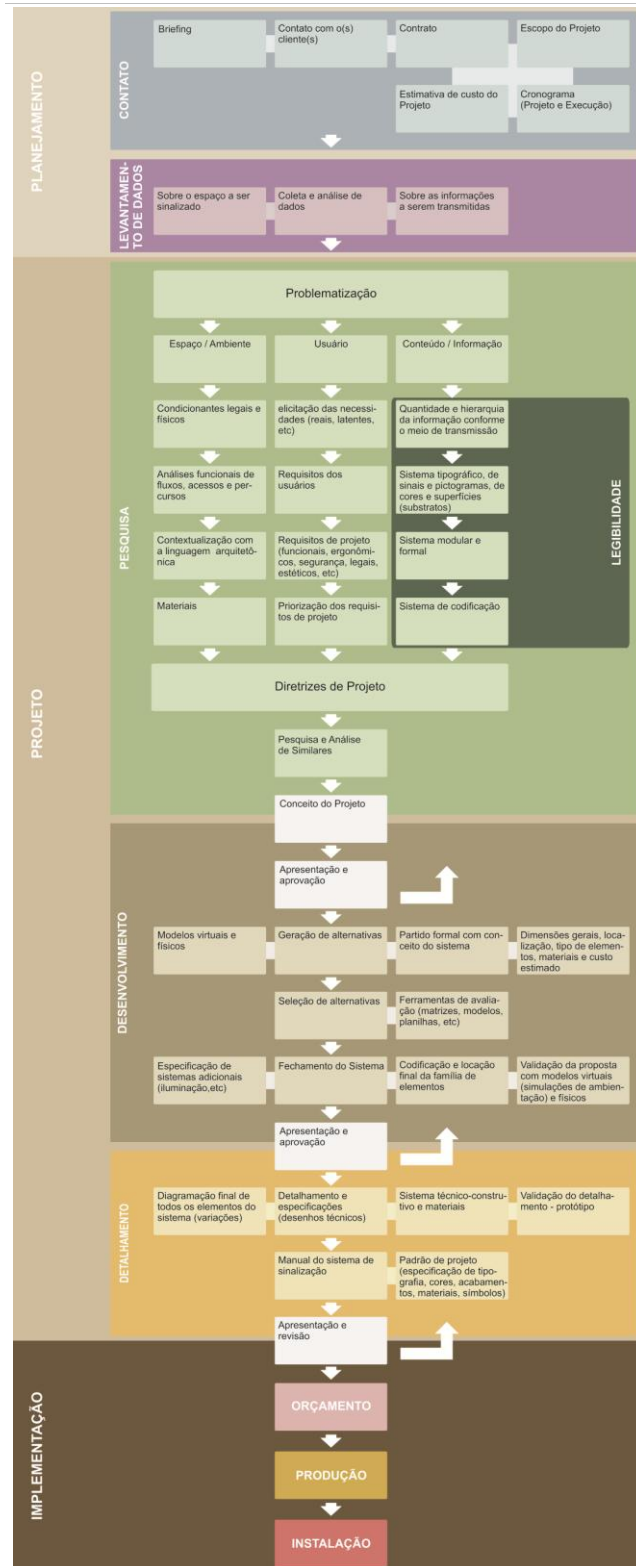 PLANEJAMENTO
CONTATO
Briefing
Contato com o(s)
cliente(s)
Contrato
Escopo do Projeto
Estimativa de custo do
Projeto
Cronograma
(Projeto e Execução)
LEVANTAMEN-
TO DE DADOS
Sobre o espaço a ser
sinalizado
Coleta e análise de
dados
Sobre as informações
a serem transmitidas
PROJETO
PESQUISA
Problematização
Espaço / Ambiente
Usuário
Conteúdo / Informação
Condicionantes legais e
físicos
elicitação das necessi-
dades (reais, latentes,
etc)
Quantidade e hierarquia
da informação conforme
o meio de transmissão
Análises funcionais de
fluxos, acessos e per-
cursos
Requisitos dos
usuários
Sistema tipográfico, de
sinais e pictogramas, de
cores e superfícies
(substratos)
Contextualização com
a linguagem arquitetô-
nica
Requisitos de projeto
(funcionais, ergonômi-
cos, segurança, legais,
estéticos, etc)
Sistema modular e
formal
Materiais
Priorização dos requisi-
tos de projeto
Sistema de codificação
LEGIBILIDADE
Diretrizes de Projeto
Pesquisa e Análise
de Similares
Conceito do Projeto
DESENVOLVIMENTO
Apresentação e
aprovação
Modelos virtuais e
físicos
Geração de alternativas
Partido formal com con-
ceito do sistema
Dimensões gerais, loca-
lização, tipo de elemen-
tos, materiais e custo
estimado
Seleção de alternativas
Ferramentas de avalia-
ção (matrizes, modelos,
planilhas, etc)
Especificação de
sistemas adicionais
(iluminação,etc)
Fechamento do Sistema
Codificação e locação
final da família de
elementos
Validação da proposta
com modelos virtuais
(simulações de ambien-
tação) e físicos
Apresentação e
aprovação
DETALHAMENTO
Diagramação final de
todos os elementos do
sistema (variações)
Detalhamento e
especificações
(desenhos técnicos)
Sistema técnico-constru-
tivo e materiais
Validação do detalha-
mento - protótipo
Manual do sistema de
sinalização
Padrão de projeto
(especificação de tipo-
grafia, cores, acabamen-
tos, materiais, símbolos)
Apresentação e
revisão
IMPLEMENTAÇÃO
ORÇAMENTO
PRODUÇÃO
INSTALAÇÃO